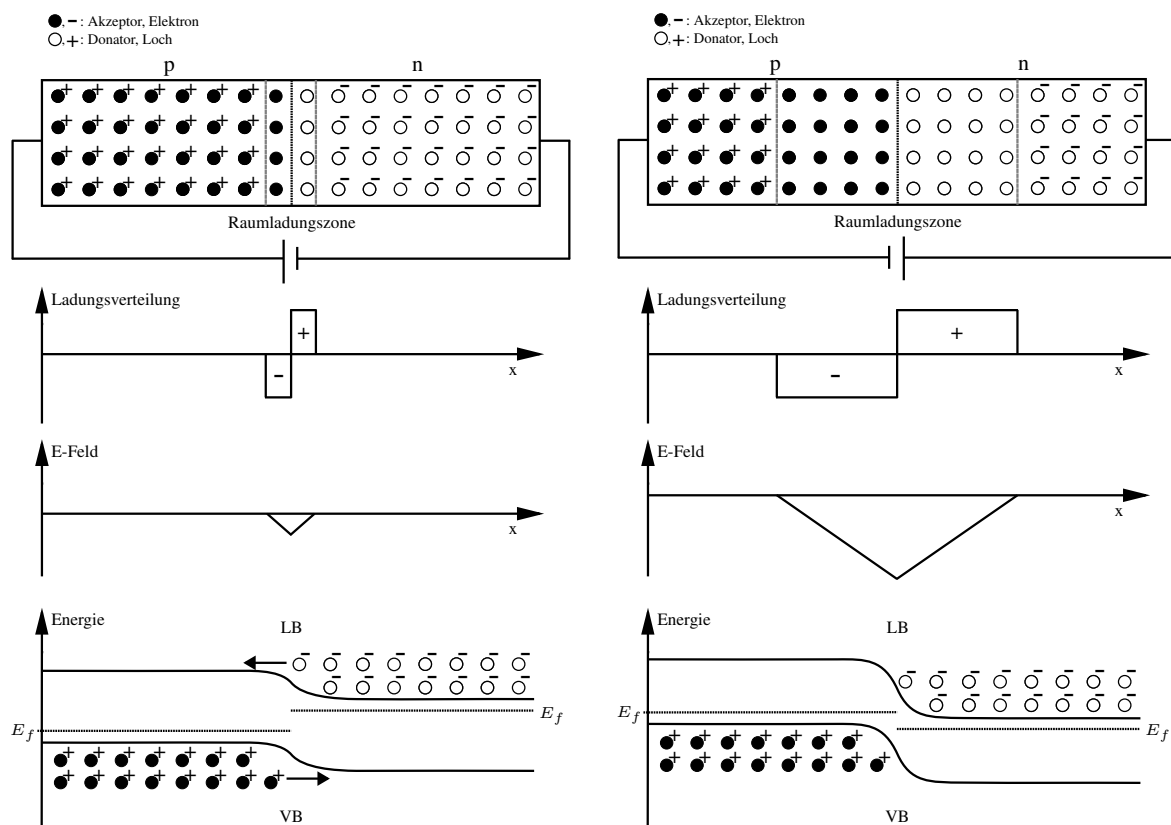 ●,−: Akzeptor, Elektron
○,+: Donator, Loch
p n
Raumladungszone
Ladungsverteilung
+
−
x
E-Feld
x
Energie
LB
E_f
E_f
VB
●,−: Akzeptor, Elektron
○,+: Donator, Loch
p n
Raumladungszone
Ladungsverteilung
+
−
x
E-Feld
x
Energie
LB
E_f
E_f
VB